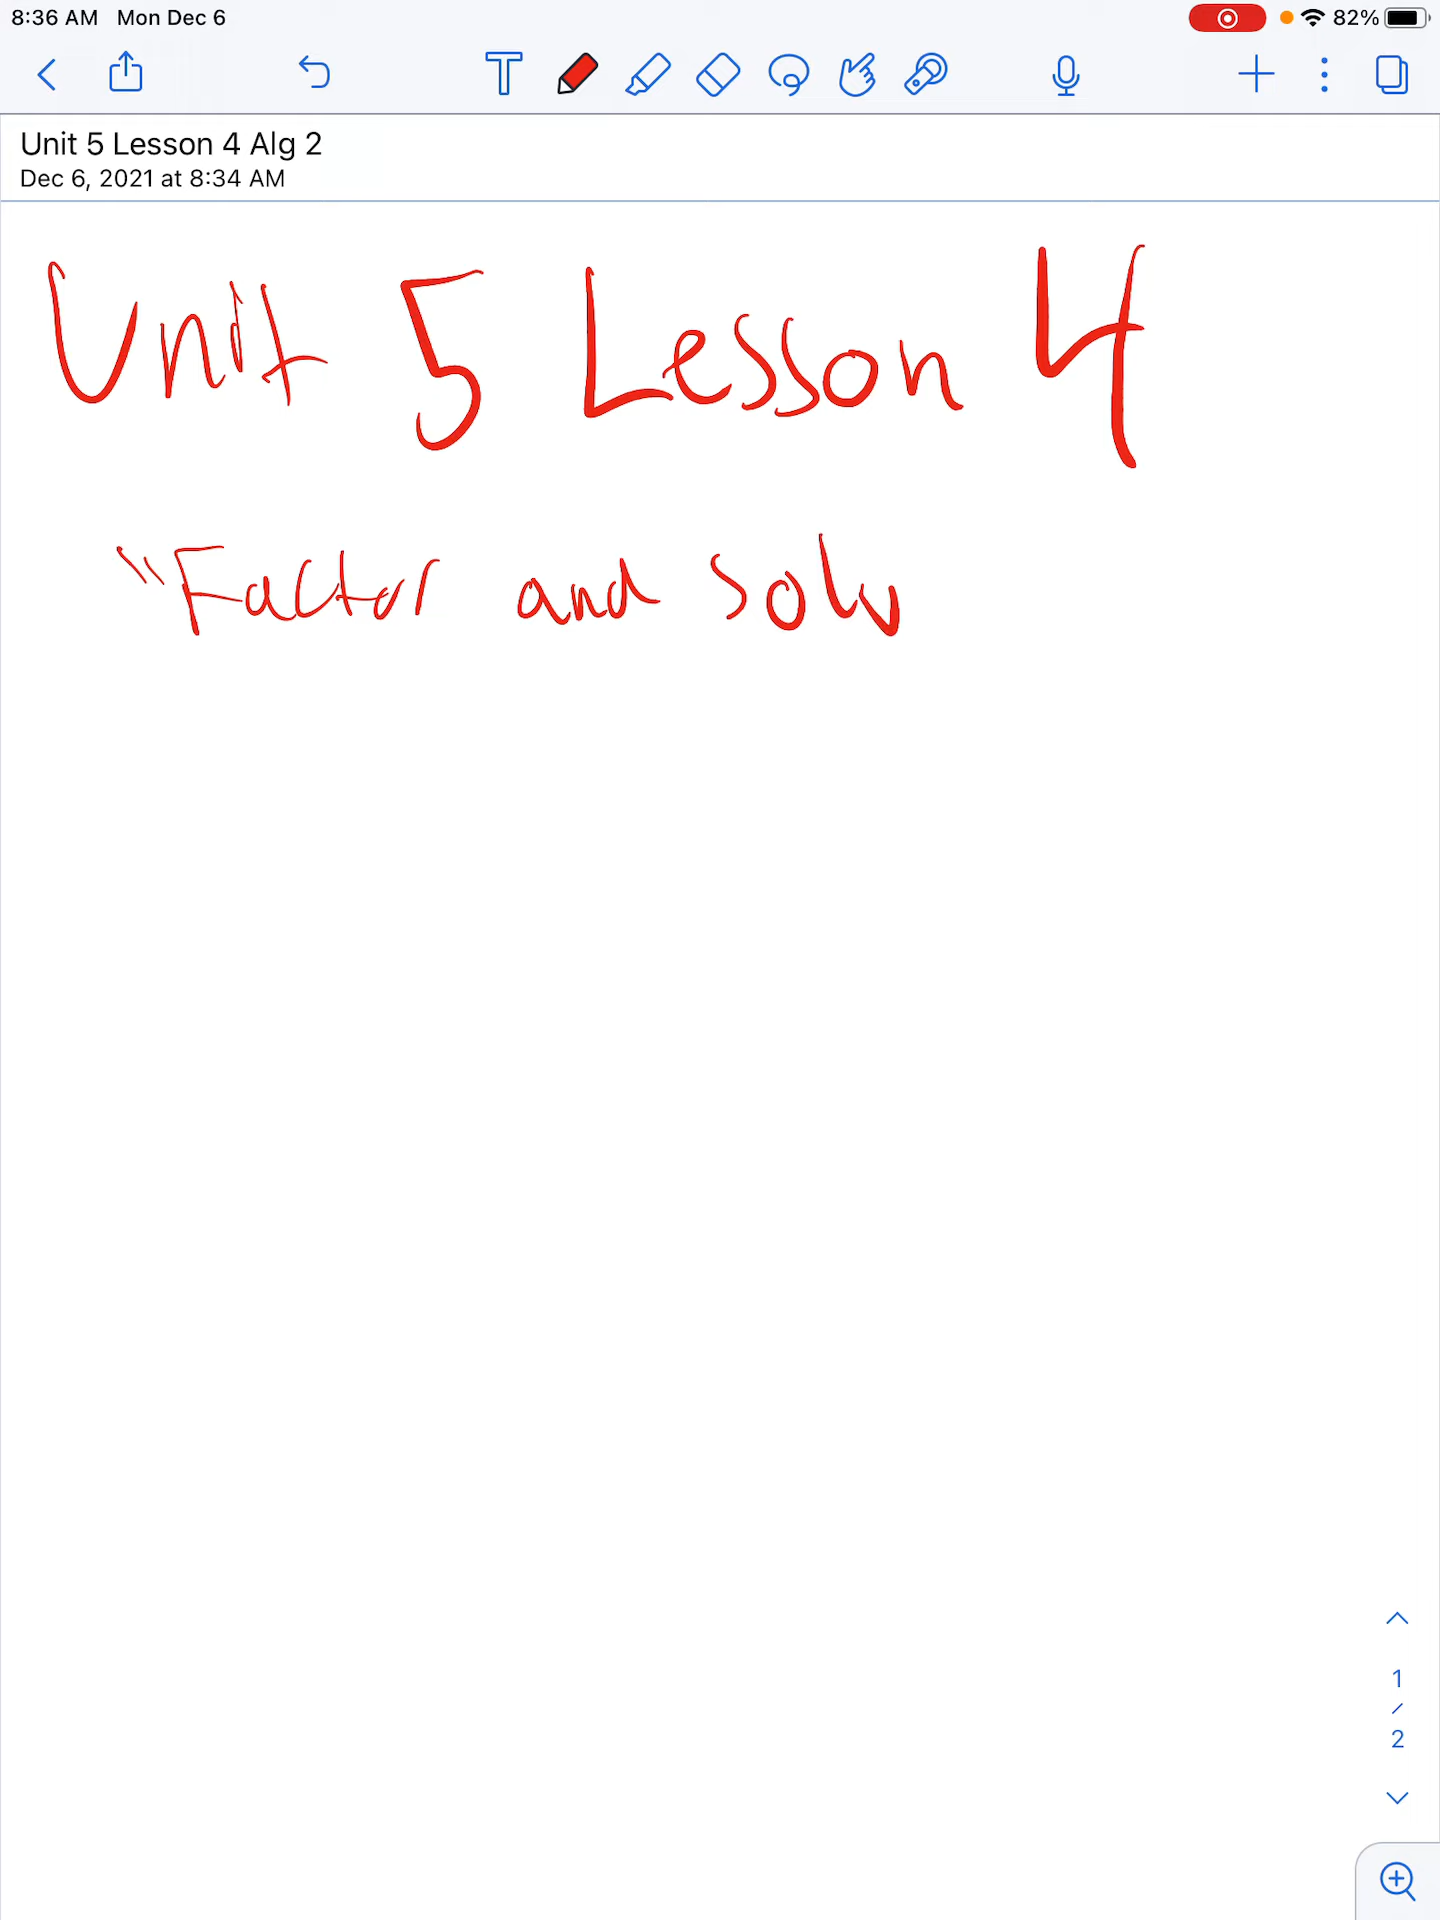 8:36 AM Mon Dec 6 82%
T
Unit 5 Lesson 4 Alg 2
Dec 6, 2021 at 8:34 AM
Unit 5 Lesson 4
"Factor and solv
1
/
2